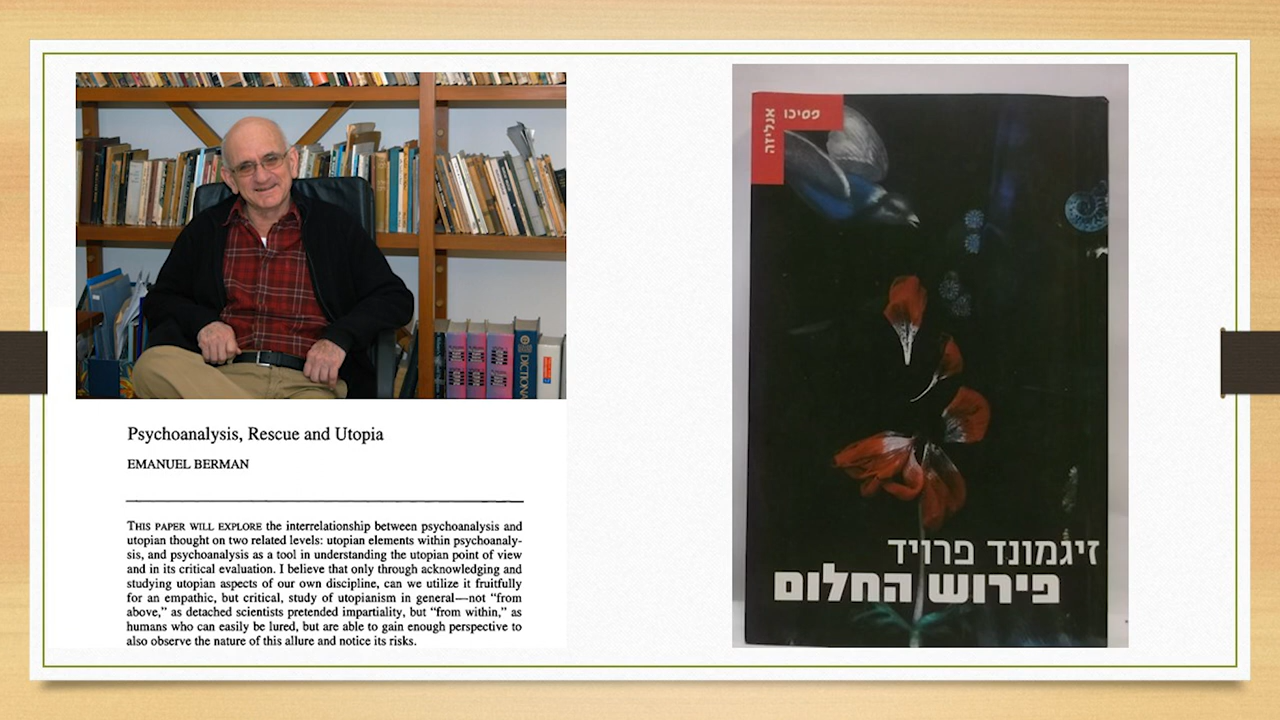 Psychoanalysis, Rescue and Utopia
EMANUEL BERMAN
THIS PAPER WILL EXPLORE the interrelationship between psychoanalysis and
utopian thought on two related levels: utopian elements within psychoanaly-
sis, and psychoanalysis as a tool in understanding the utopian point of view
and in its critical evaluation. I believe that only through acknowledging and
studying utopian aspects of our own discipline, can we utilize it fruitfully
for an empathic, but critical, study of utopianism in general—not “from
above,” as detached scientists pretended impartiality, but “from within,” as
humans who can easily be lured, but are able to gain enough perspective to
also observe the nature of this allure and notice its risks.
פסיכו
אנליזה
זיגמונד פרויד
פירוש החלום
DICTION